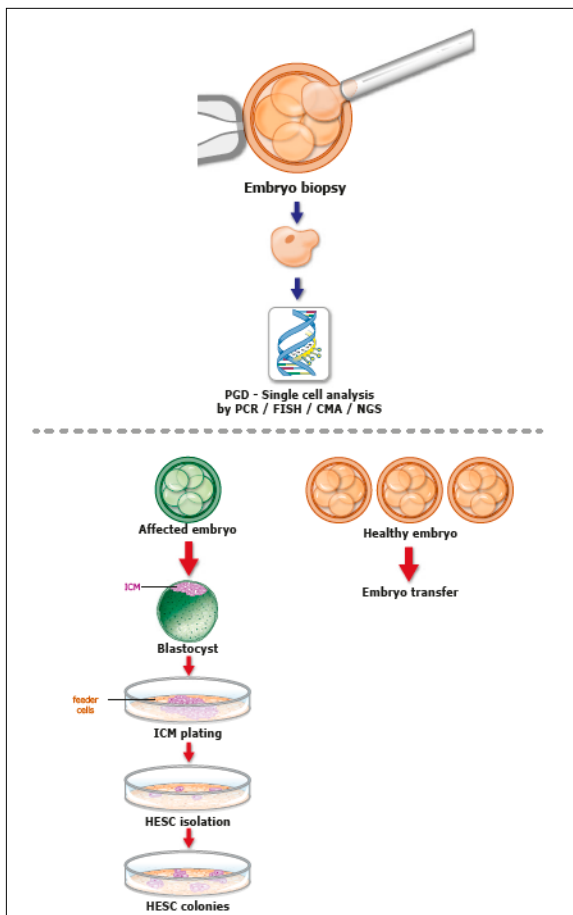 Embryo biopsy
PGD - Single cell analysis
by PCR / FISH / CMA / NGS
Affected embryo
Healthy embryo
ICM
Embryo transfer
Blastocyst
feeder
cells
ICM plating
HESC isolation
HESC colonies